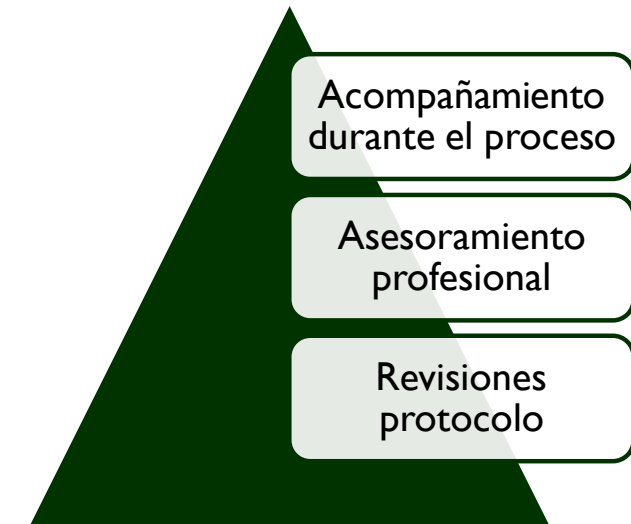 Acompañamiento
durante el proceso
Asesoramiento
profesional
Revisiones
protocolo